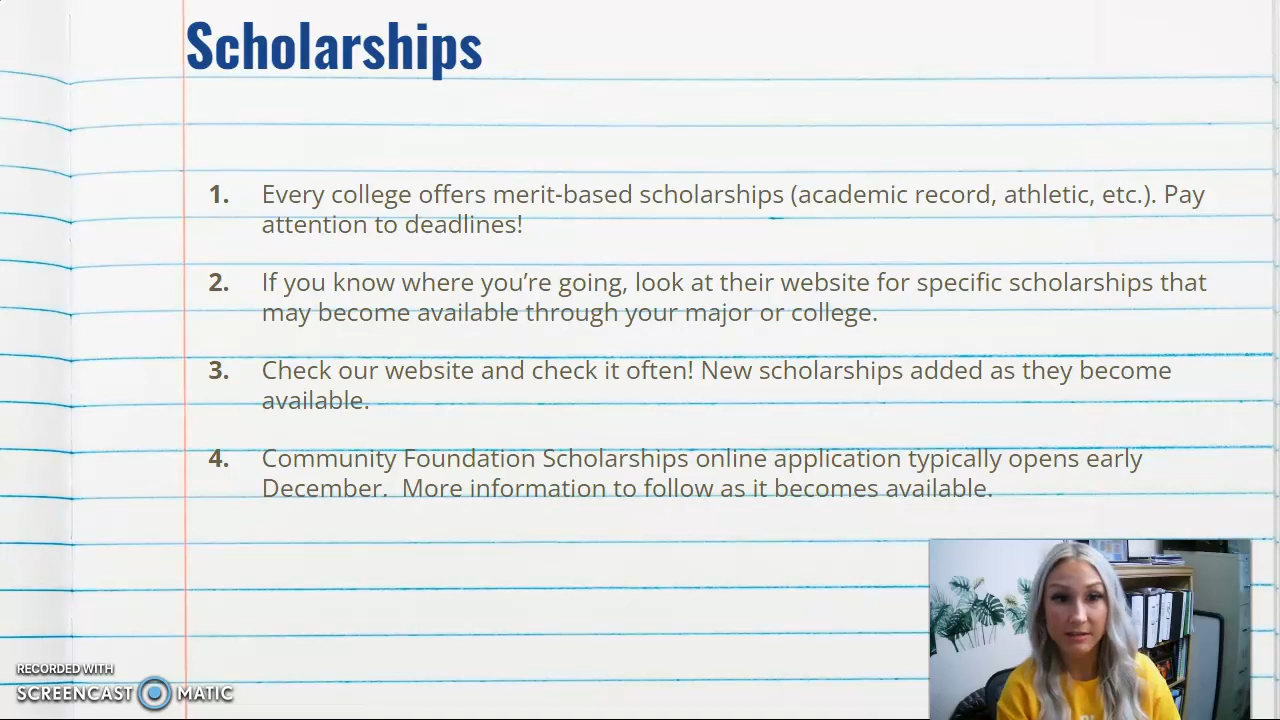 Scholarships
1. Every college offers merit-based scholarships (academic record, athletic, etc.). Pay
attention to deadlines!
2. If you know where you’re going, look at their website for specific scholarships that
may become available through your major or college.
3. Check our website and check it often! New scholarships added as they become
available.
4. Community Foundation Scholarships online application typically opens early
December.  More information to follow as it becomes available.
RECORDED WITH
SCREENCAST MATIC